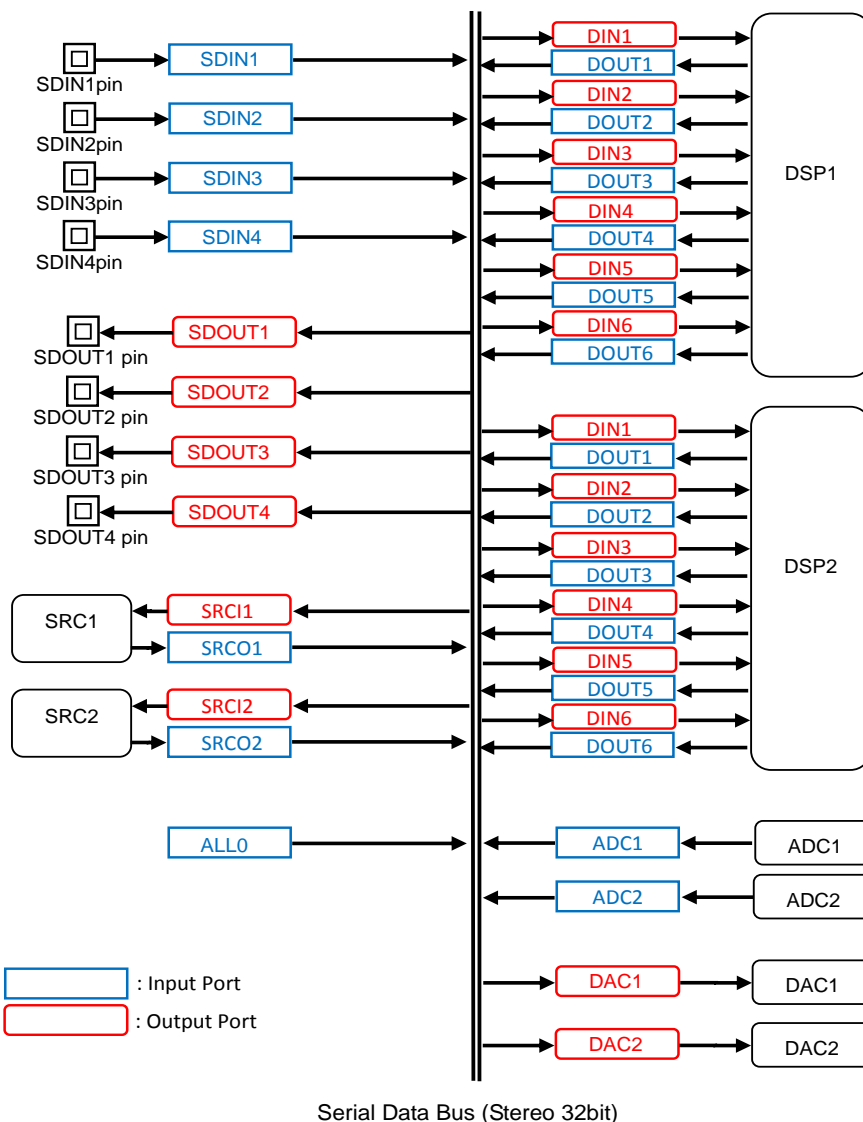 SDIN1pin
SDIN1
SDIN2pin
SDIN2
SDIN3pin
SDIN3
SDIN4pin
SDIN4
SDOUT1 pin
SDOUT1
SDOUT2 pin
SDOUT2
SDOUT3 pin
SDOUT3
SDOUT4 pin
SDOUT4
SRC1
SRCI1
SRCO1
SRC2
SRCI2
SRCO2
ALL0
: Input Port
: Output Port
DIN1
DOUT1
DIN2
DOUT2
DIN3
DOUT3
DIN4
DOUT4
DIN5
DOUT5
DIN6
DOUT6
DSP1
DIN1
DOUT1
DIN2
DOUT2
DIN3
DOUT3
DIN4
DOUT4
DIN5
DOUT5
DIN6
DOUT6
DSP2
ADC1
ADC1
ADC2
ADC2
DAC1
DAC1
DAC2
DAC2
Serial Data Bus (Stereo 32bit)